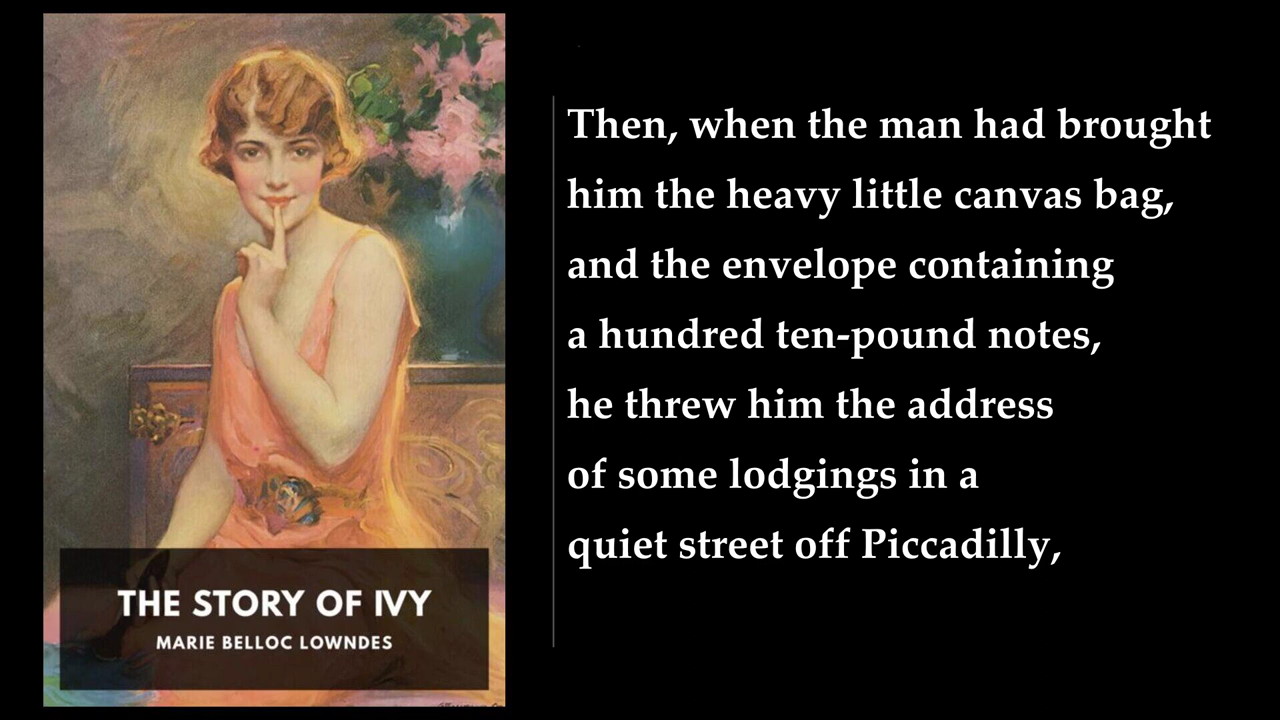 THE STORY OF IVY
MARIE BELLOC LOWNDES
Then, when the man had brought
him the heavy little canvas bag,
and the envelope containing
a hundred ten-pound notes,
he threw him the address
of some lodgings in a
quiet street off Piccadilly,